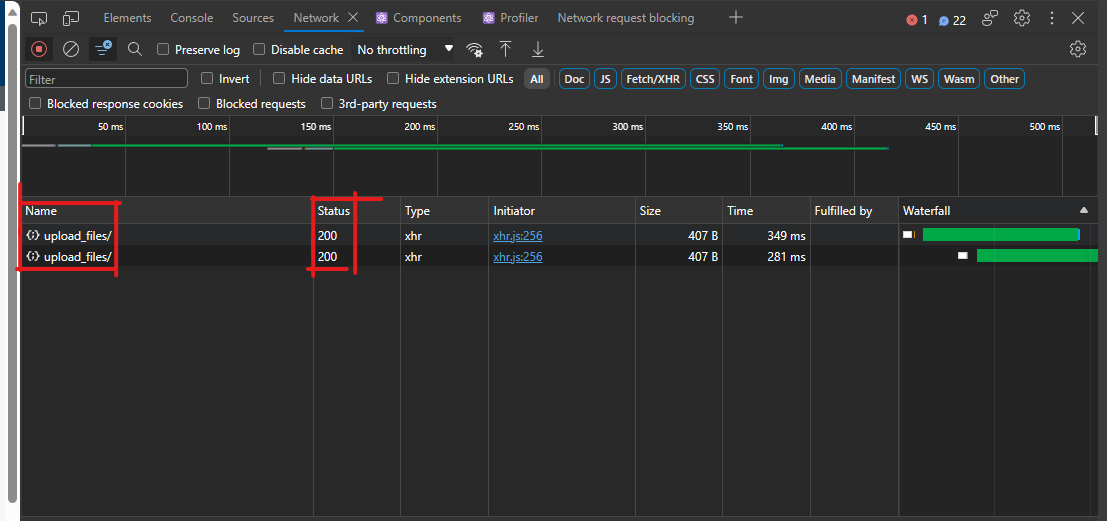 Elements Console Sources Network Components Profiler Network request blocking 1 22
Preserve log Disable cache No throttling
Filter Invert Hide data URLs Hide extension URLs All Doc JS Fetch/XHR CSS Font Img Media Manifest WS Wasm Other
Blocked response cookies Blocked requests 3rd-party requests
50 ms 100 ms 150 ms 200 ms 250 ms 300 ms 350 ms 400 ms 450 ms 500 ms
Name Status Type Initiator Size Time Fulfilled by Waterfall
upload_files/ 200 xhr xhr.js:256 407 B 349 ms
upload_files/ 200 xhr xhr.js:256 407 B 281 ms